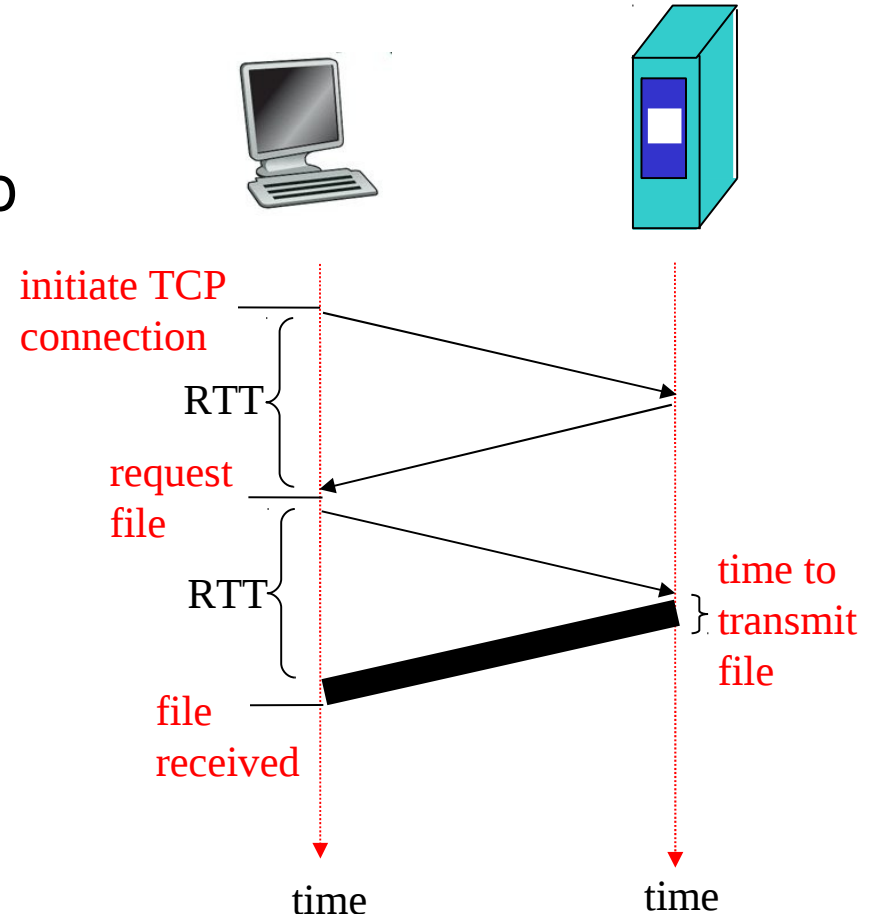 o
initiate TCP
connection
RTT
request
file
RTT
time to
transmit
file
file
received
time
time